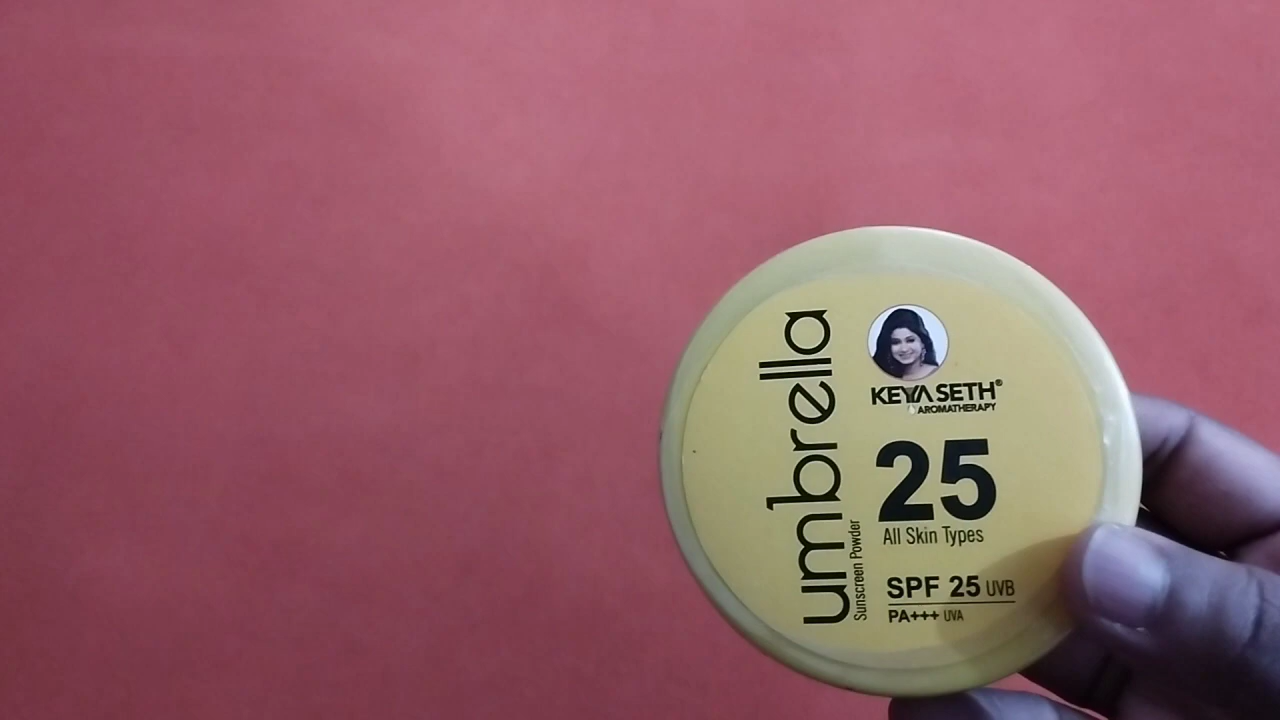 umbrella
Sunscreen Powder
KEYA SETH®
AROMATHERAPY
25
All Skin Types
SPF 25 UVB
PA+++ UVA